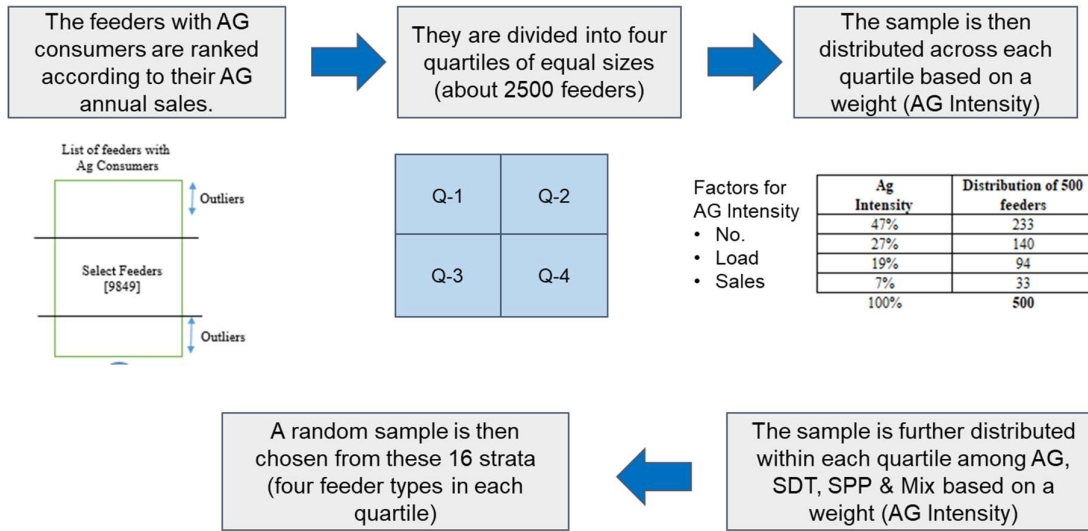 The feeders with AG
consumers are ranked
according to their AG
annual sales.
They are divided into four
quartiles of equal sizes
(about 2500 feeders)
The sample is then
distributed across each
quartile based on a
weight (AG Intensity)
List of feeders with
Ag Consumers
Outliers
Select Feeders
[9849]
Outliers
Q-1 Q-2
Q-3 Q-4
Factors for
AG Intensity
• No.
• Load
• Sales
Ag Intensity Distribution of 500 feeders
47% 233
27% 140
19% 94
7% 33
100% 500
A random sample is then
chosen from these 16 strata
(four feeder types in each
quartile)
The sample is further distributed
within each quartile among AG,
SDT, SPP & Mix based on a
weight (AG Intensity)